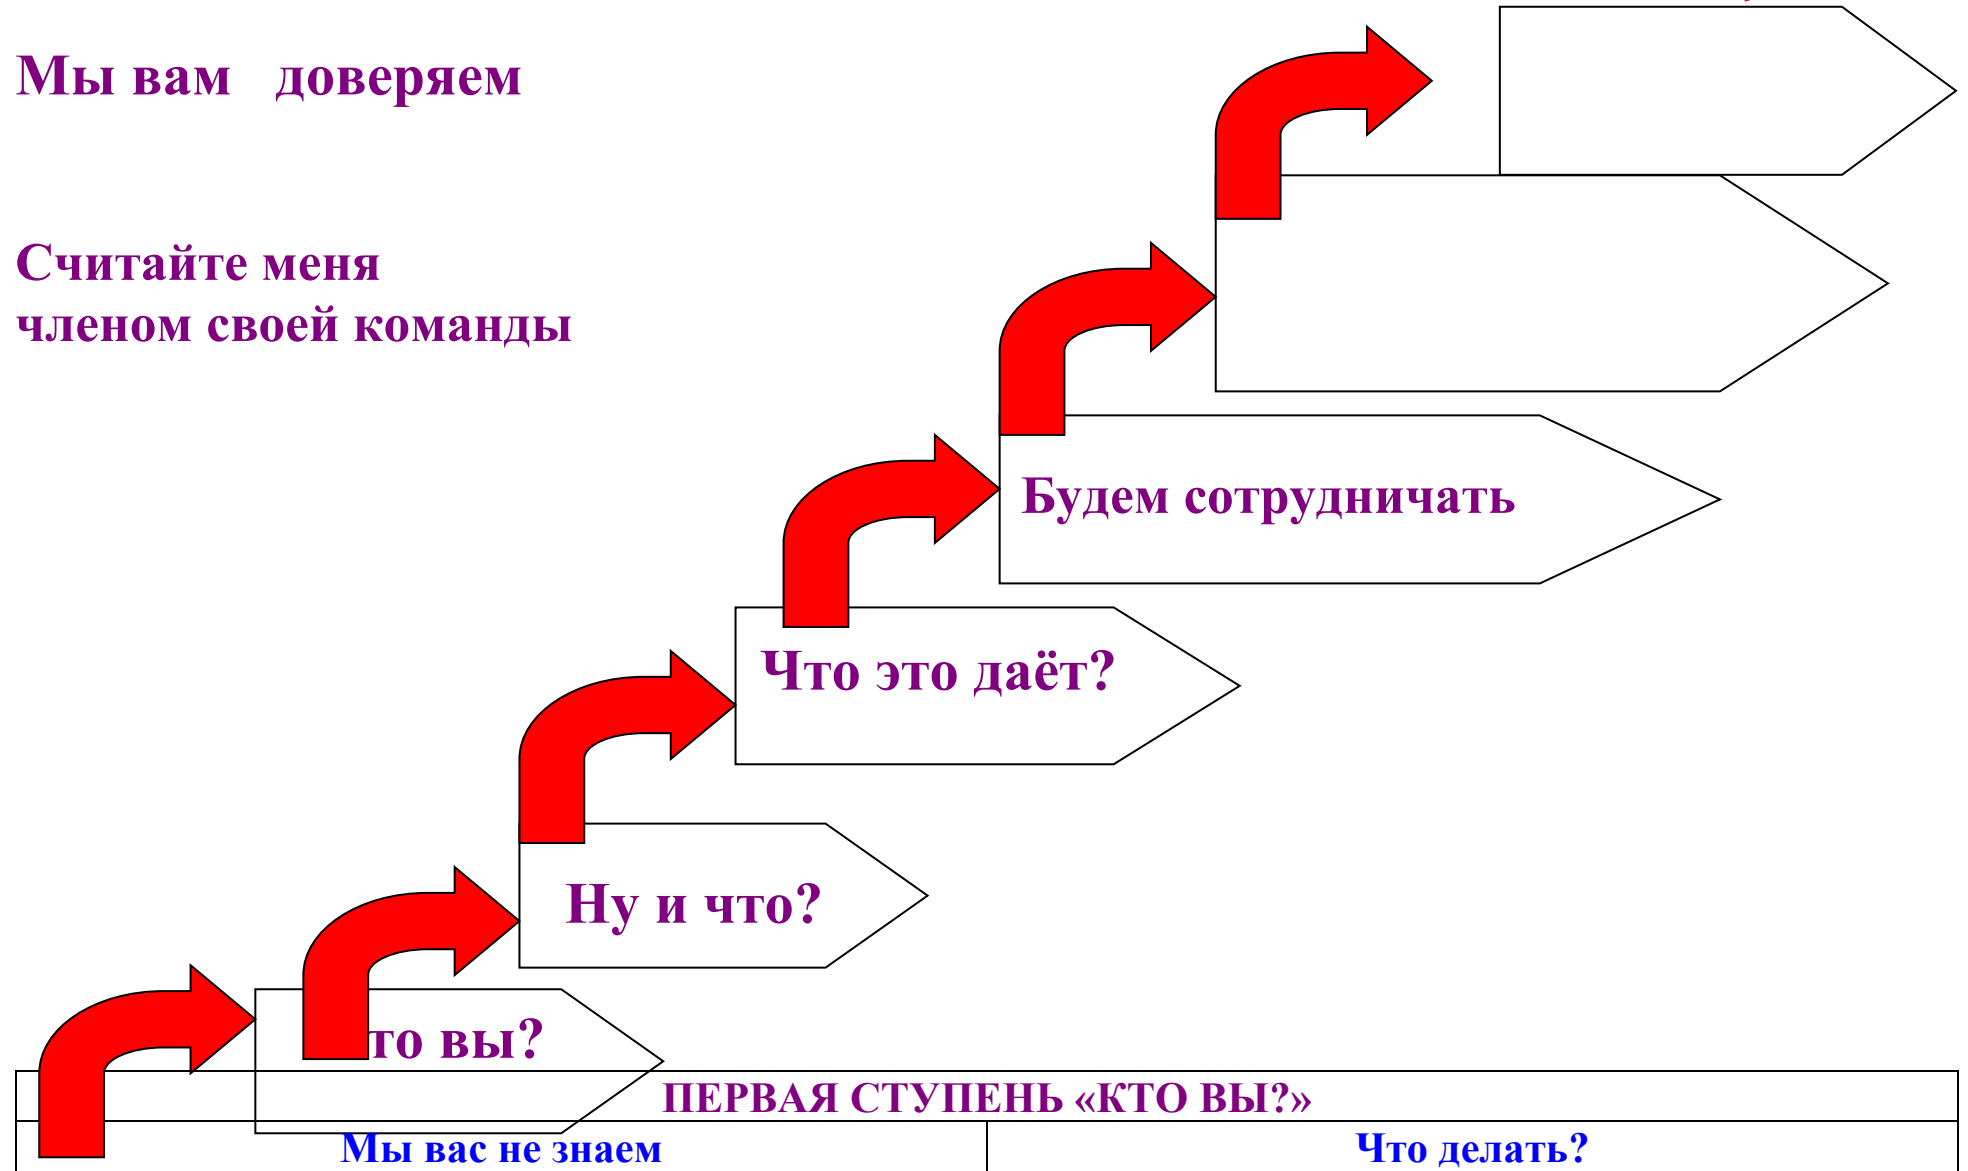 Мы вам доверяем
Считайте меня
членом своей команды
Будем сотрудничать
Что это даёт?
Ну и что?
то вы?
ПЕРВАЯ СТУПЕНЬ «КТО ВЫ?»
Мы вас не знаем
Что делать?